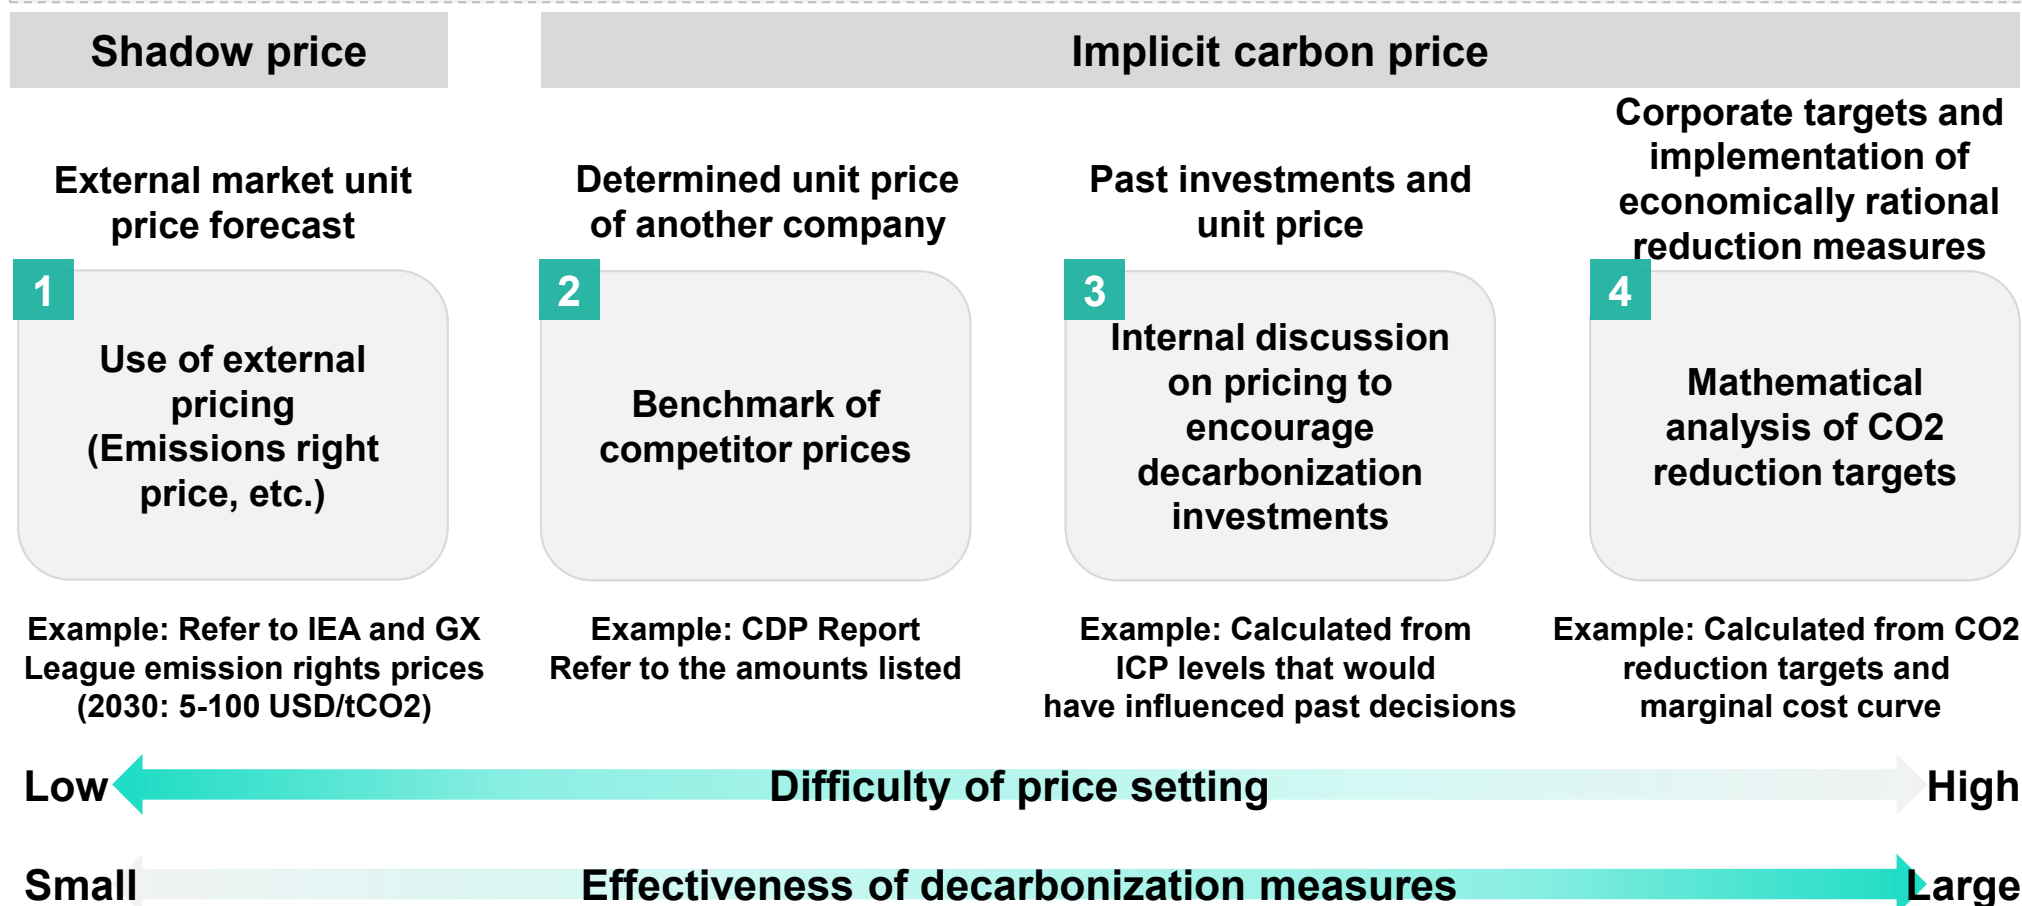 Shadow price
Implicit carbon price
External market unit
price forecast
Determined unit price
of another company
Past investments and
unit price
Corporate targets and
implementation of
economically rational
reduction measures
1
Use of external
pricing
(Emissions right
price, etc.)
2
Benchmark of
competitor prices
3
Internal discussion
on pricing to
encourage
decarbonization
investments
4
Mathematical
analysis of CO2
reduction targets
Example: Refer to IEA and GX
League emission rights prices
(2030: 5-100 USD/tCO2)
Example: CDP Report
Refer to the amounts listed
Example: Calculated from
ICP levels that would
have influenced past decisions
Example: Calculated from CO2
reduction targets and
marginal cost curve
Low Difficulty of price setting High
Small Effectiveness of decarbonization measures Large